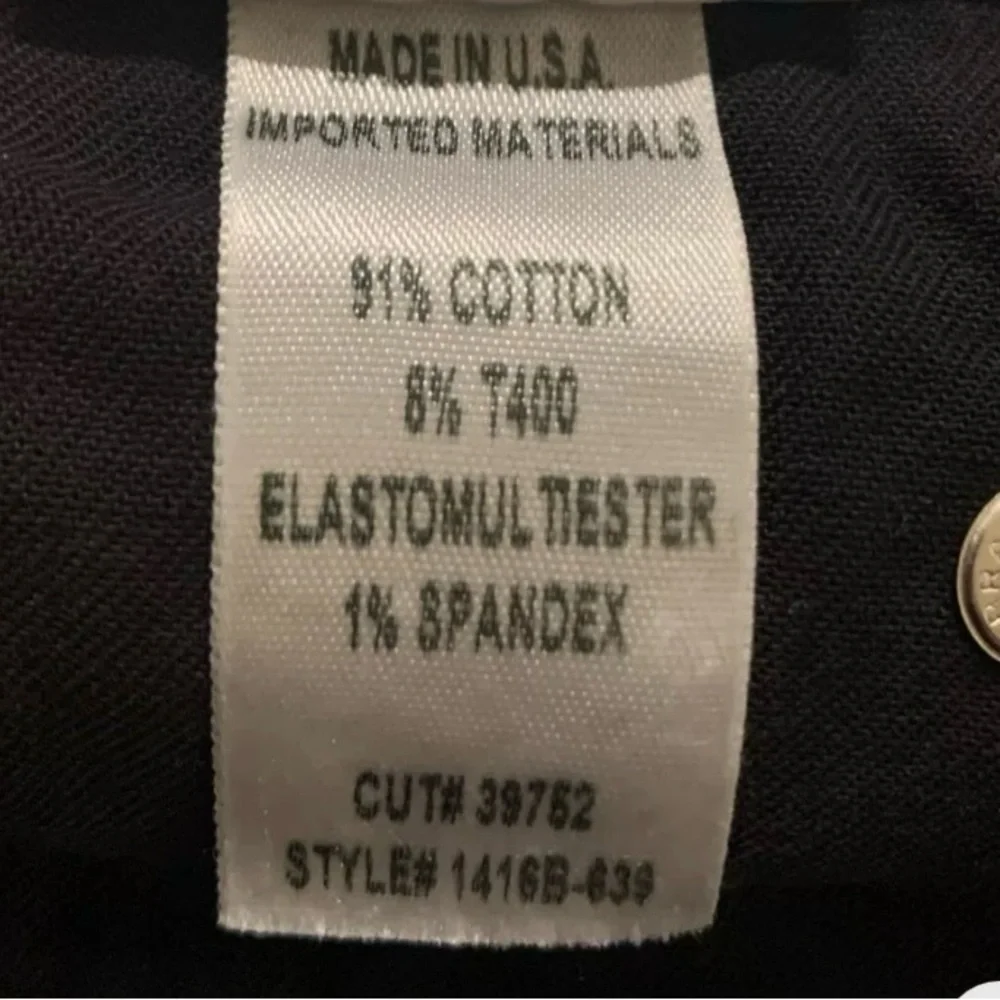 MADE IN U.S.A.
IMPORTED MATERIALS
91% COTTON
8% T400
ELASTOMULTIESTER
1% SPANDEX
CUT# 39752
STYLE# 1416B-639